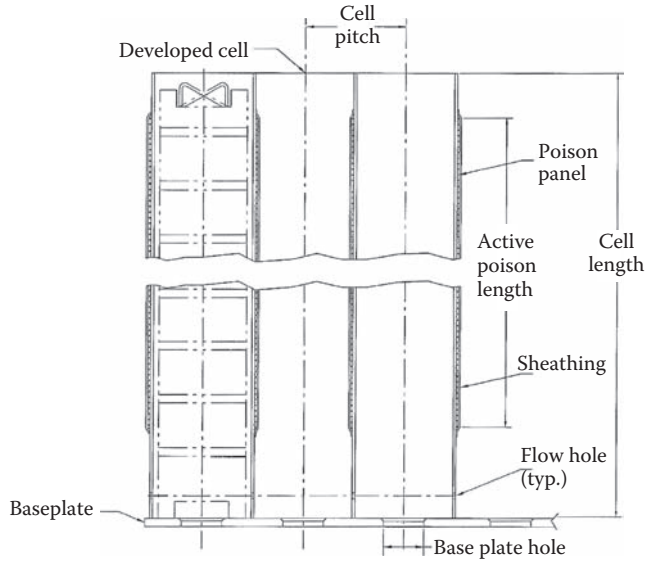 Cell
pitch
Developed cell
Poison
panel
Active
poison
length
Cell
length
Sheathing
Flow hole
(typ.)
Baseplate
Base plate hole